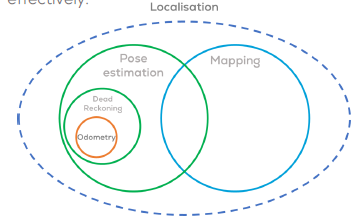 effectively.
Localisation
Pose
estimation
Mapping
Dead
Reckoning
Odometry